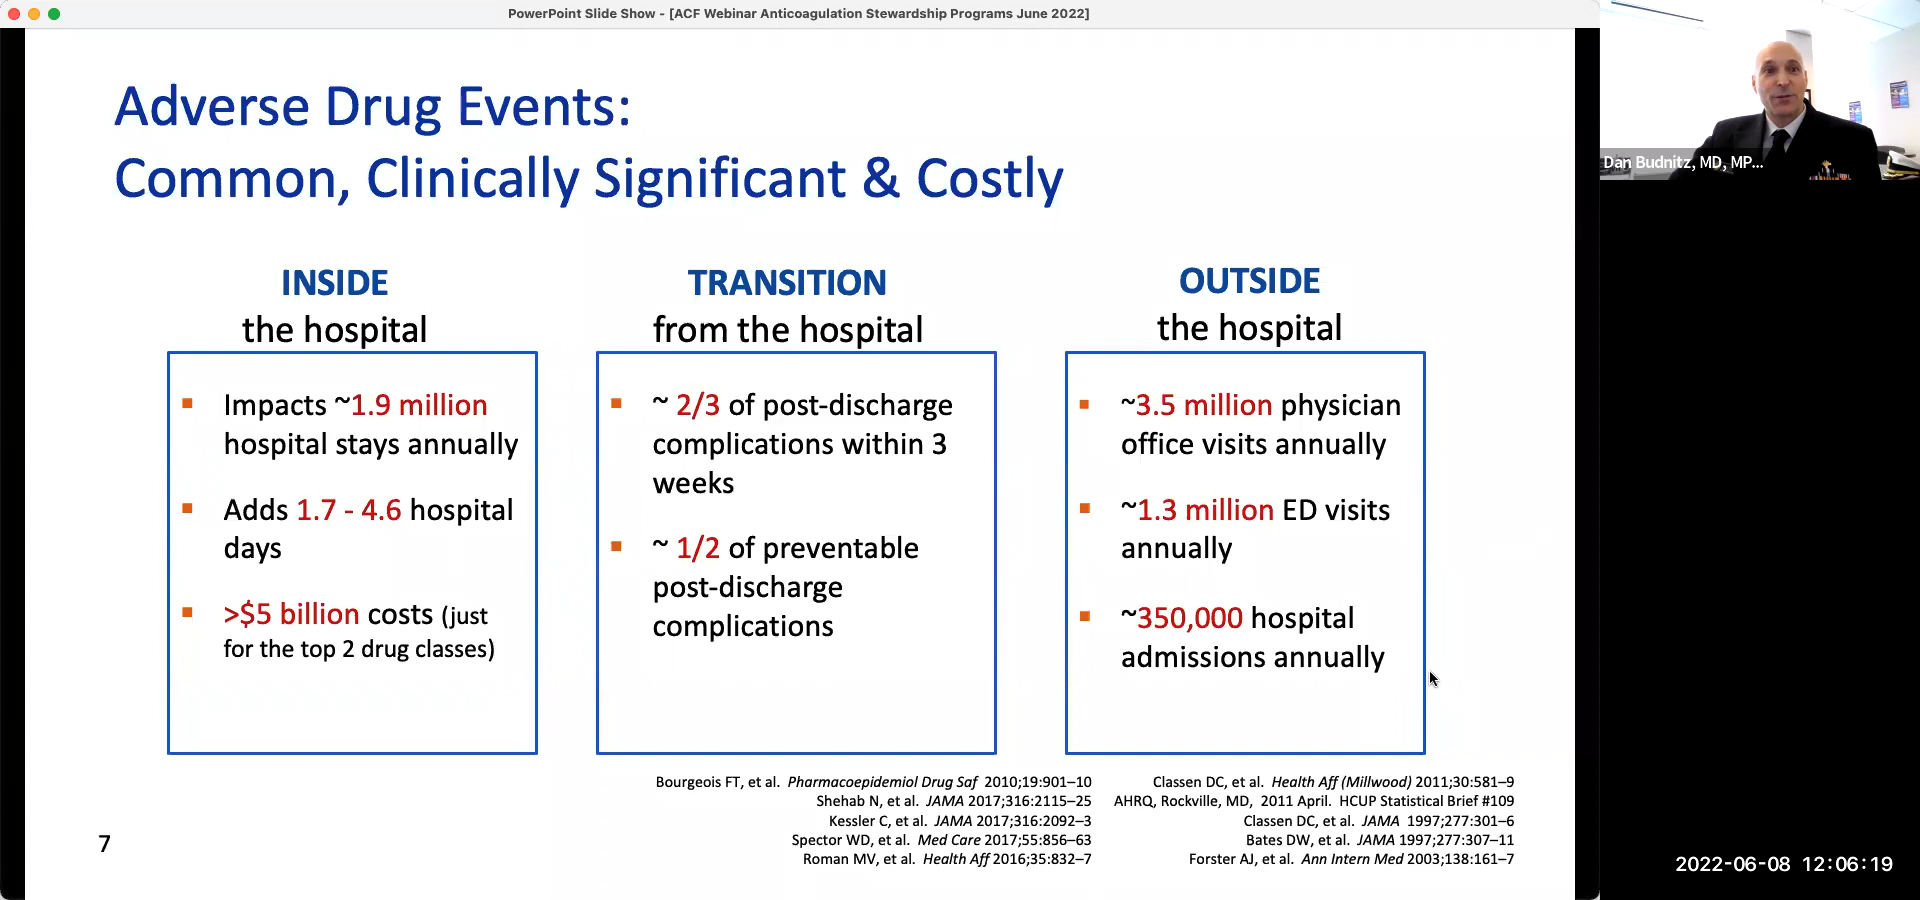 PowerPoint Slide Show - [ACF Webinar Anticoagulation Stewardship Programs June 2022]
Adverse Drug Events:
Common, Clinically Significant & Costly
INSIDE
the hospital
▪ Impacts ~1.9 million
hospital stays annually
▪ Adds 1.7 - 4.6 hospital
days
▪ >$5 billion costs (just
for the top 2 drug classes)
TRANSITION
from the hospital
▪ ~ 2/3 of post-discharge
complications within 3
weeks
▪ ~ 1/2 of preventable
post-discharge
complications
OUTSIDE
the hospital
▪ ~3.5 million physician
office visits annually
▪ ~1.3 million ED visits
annually
▪ ~350,000 hospital
admissions annually
Bourgeois FT, et al. Pharmacoepidemiol Drug Saf 2010;19:901–10
Shehab N, et al. JAMA 2017;316:2115–25
Kessler C, et al. JAMA 2017;316:2092–3
Spector WD, et al. Med Care 2017;55:856–63
Roman MV, et al. Health Aff 2016;35:832–7
Classen DC, et al. Health Aff (Millwood) 2011;30:581–9
AHRQ, Rockville, MD, 2011 April. HCUP Statistical Brief #109
Classen DC, et al. JAMA 1997;277:301–6
Bates DW, et al. JAMA 1997;277:307–11
Forster AJ, et al. Ann Intern Med 2003;138:161–7
7
Dan Budnitz, MD, MP...
2022-06-08 12:06:19